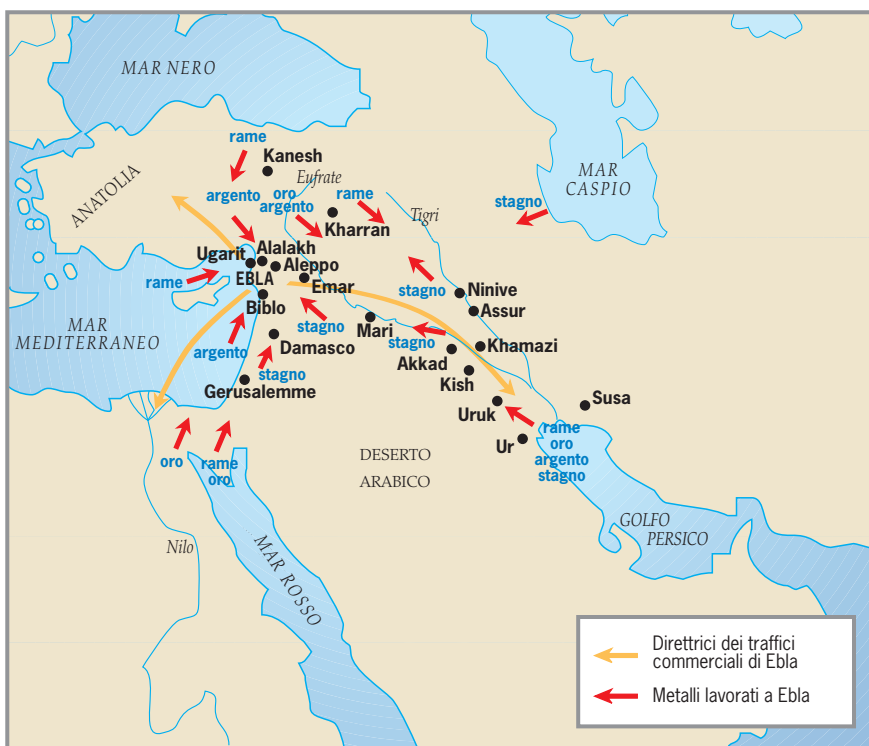 MAR NERO
rame
Kanesh
Eufrate
ANATOLIA
argento
oro
argento
rame
Kharran
Tigri
MAR
CASPIO
stagno
Ugarit
Alalakh
Aleppo
EBLA
Emar
rame
Biblo
stagno
Ninive
Assur
stagno
Mari
stagno
Khamazi
Akkad
Kish
MAR
MEDITERRANEO
argento
Damasco
stagno
Gerusalemme
Uruk
Susa
Ur
rame
oro
argento
stagno
oro
rame
oro
DESERTO
ARABICO
GOLFO
PERSICO
Nilo
MAR ROSSO
Direttrici dei traffici
commerciali di Ebla
Metalli lavorati a Ebla